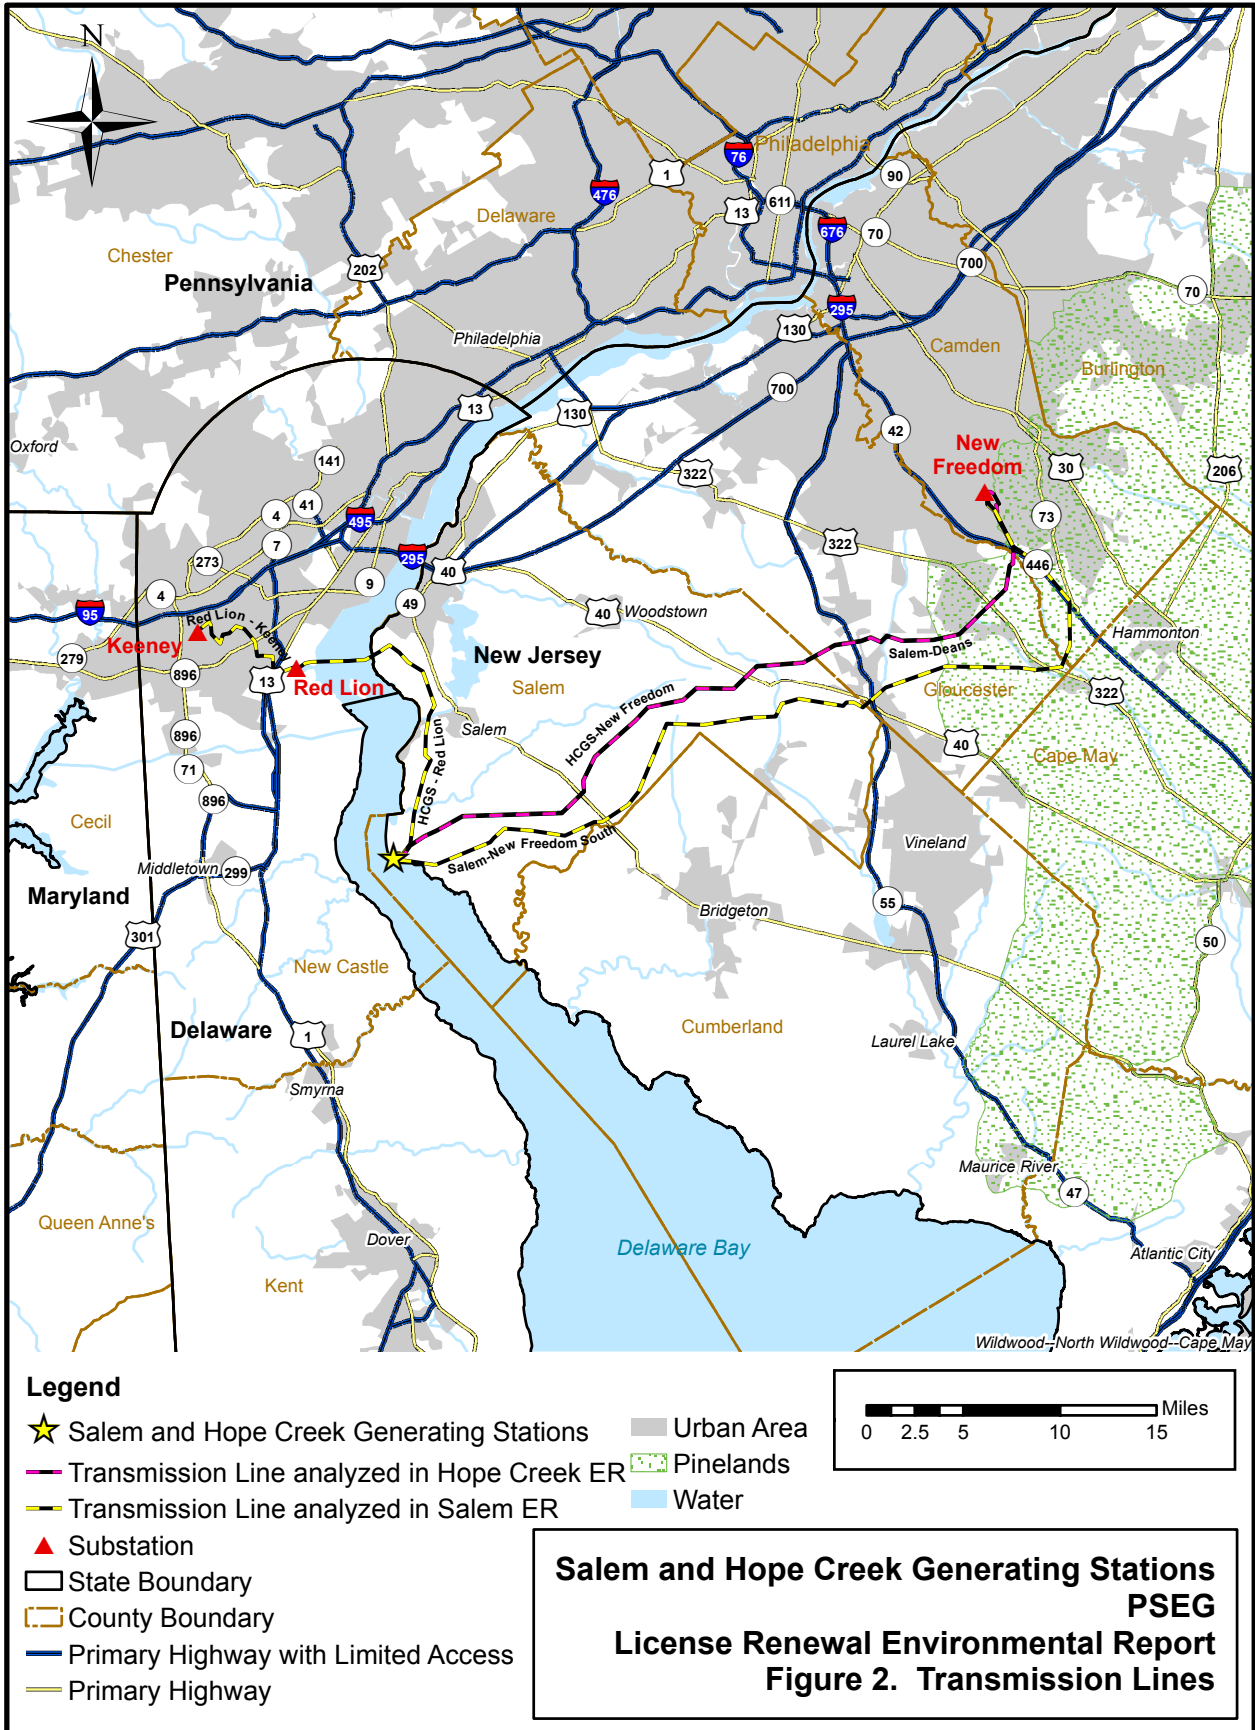 N
Philadelphia
76
1
90
476
13
611
Delaware
676
70
Chester
202
700
Pennsylvania
70
295
130
Philadelphia
Camden
Burlington
700
13
130
42
New
Freedom
Oxford
141
322
30
206
41
4
495
73
7
322
273
295
40
446
9
4
49
95
40
Woodstown
Red Lion - Keeney
Hammonton
Keeney
Salem-Deans
279
New Jersey
896
13
Red Lion
Salem
Gloucester
322
HCGS-New Freedom
896
Salem
40
HCGS - Red Lion
Cape May
71
896
Cecil
Salem-New Freedom South
Vineland
Middletown
299
Maryland
55
Bridgeton
301
50
New Castle
Cumberland
Delaware
1
Laurel Lake
Smyrna
Maurice River
47
Queen Anne's
Dover
Delaware Bay
Atlantic City
Kent
Wildwood--North Wildwood--Cape May
Legend
Salem and Hope Creek Generating Stations
Transmission Line analyzed in Hope Creek ER
Transmission Line analyzed in Salem ER
Substation
State Boundary
County Boundary
Primary Highway with Limited Access
Primary Highway
Urban Area
Pinelands
Water
Miles
0 2.5 5 10 15
Salem and Hope Creek Generating Stations
PSEG
License Renewal Environmental Report
Figure 2. Transmission Lines